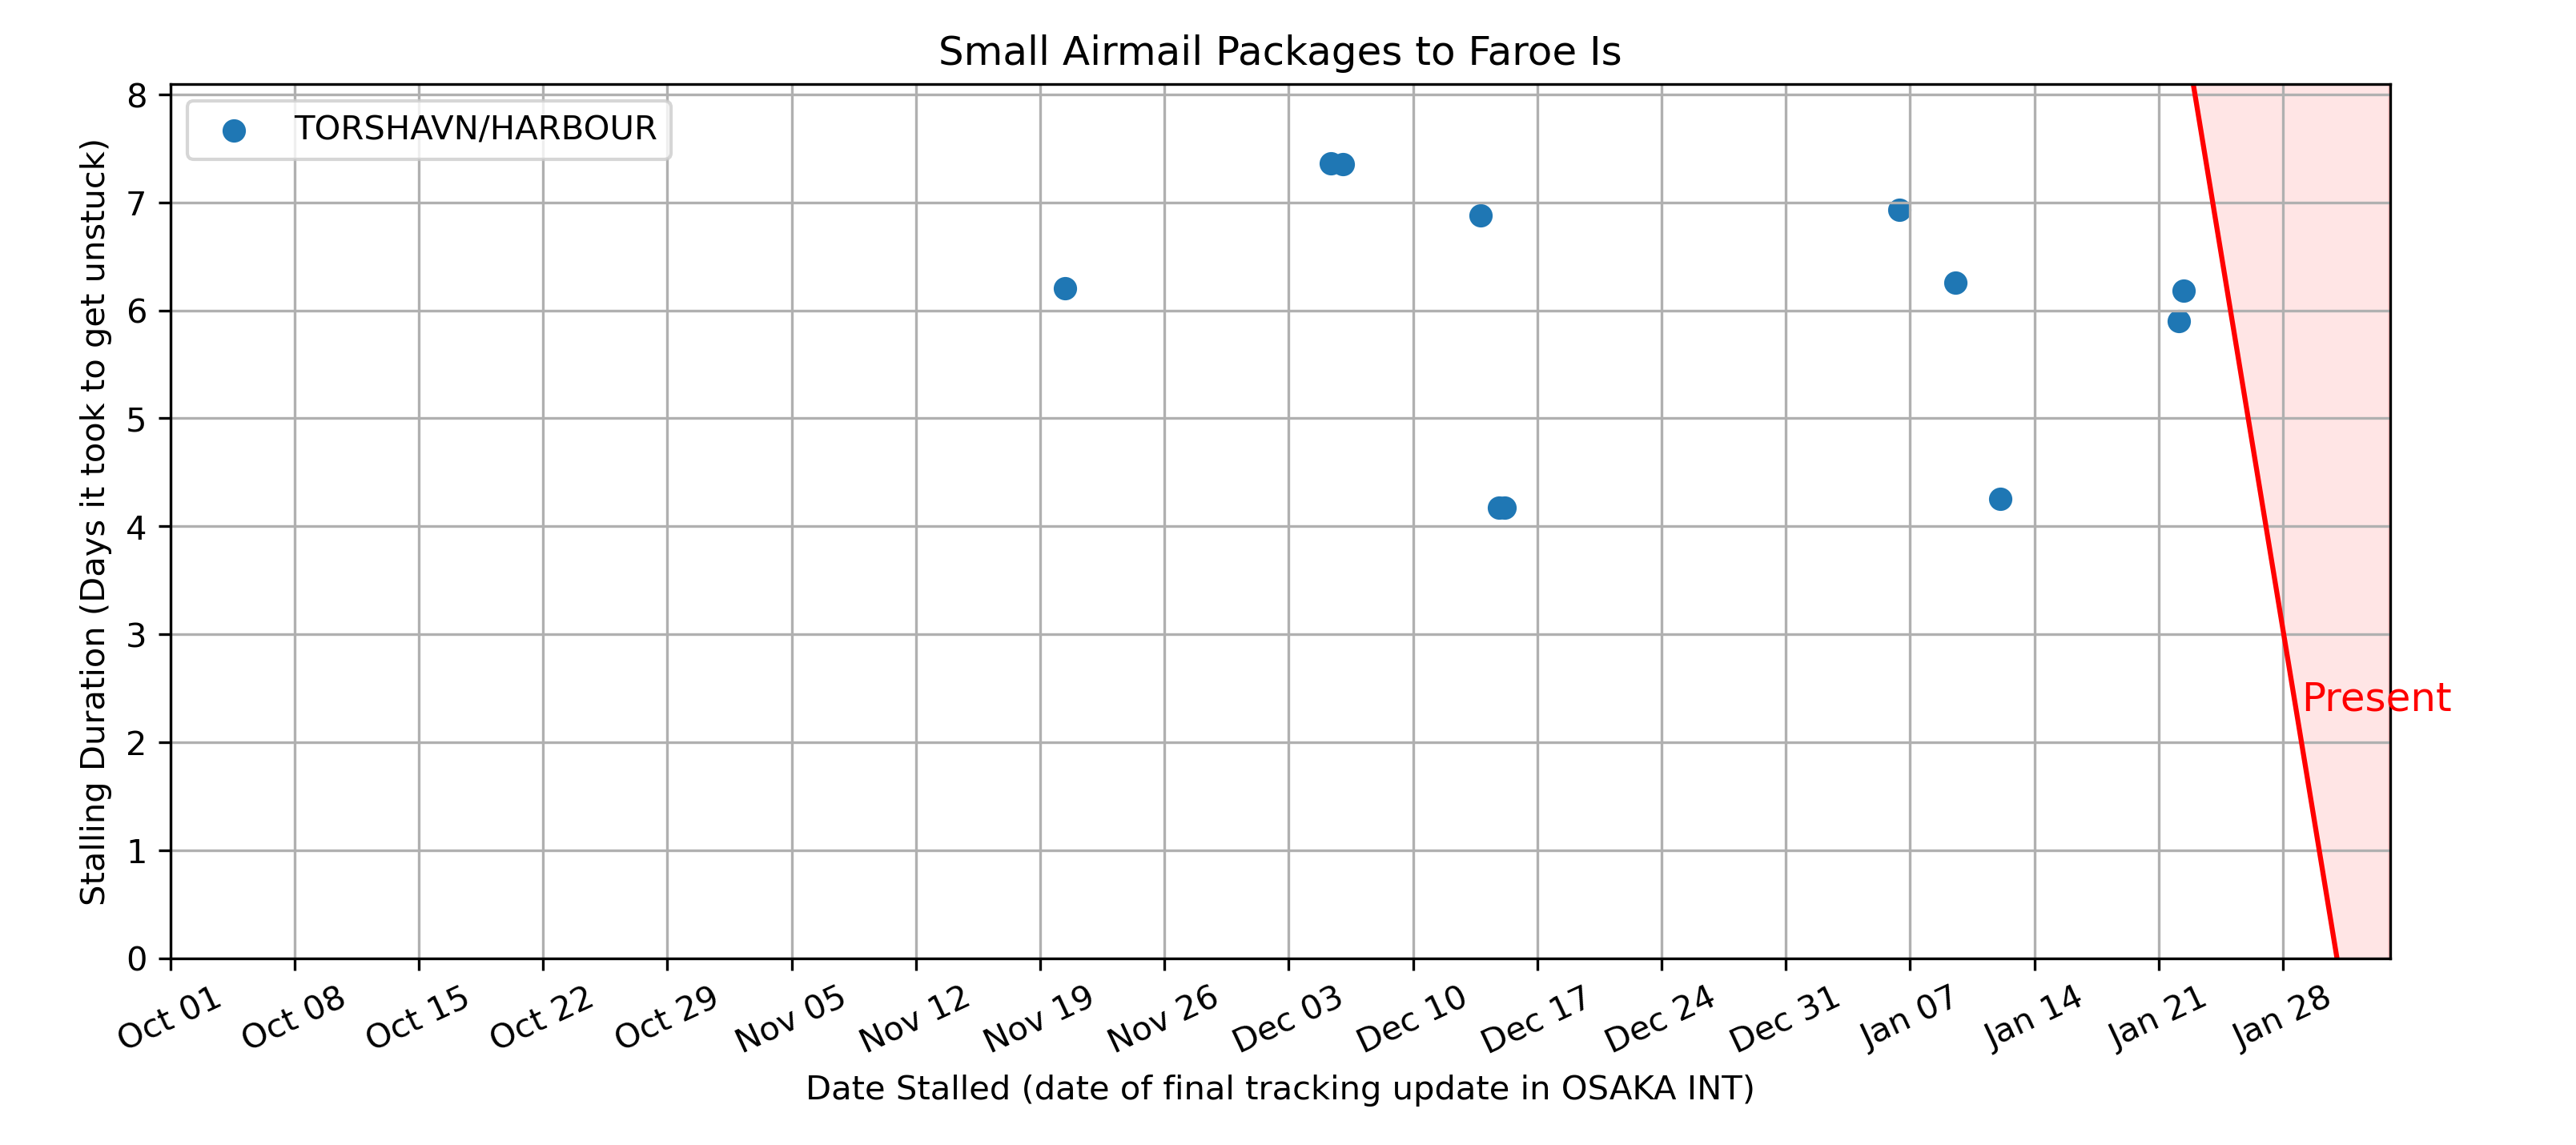 Small Airmail Packages to Faroe Is
TORSHAVN/HARBOUR
Stalling Duration (Days it took to get unstuck)
8
7
6
5
4
3
2
1
0
Present
Oct 01 Oct 08 Oct 15 Oct 22 Oct 29 Nov 05 Nov 12 Nov 19 Nov 26 Dec 03 Dec 10 Dec 17 Dec 24 Dec 31 Jan 07 Jan 14 Jan 21 Jan 28
Date Stalled (date of final tracking update in OSAKA INT)